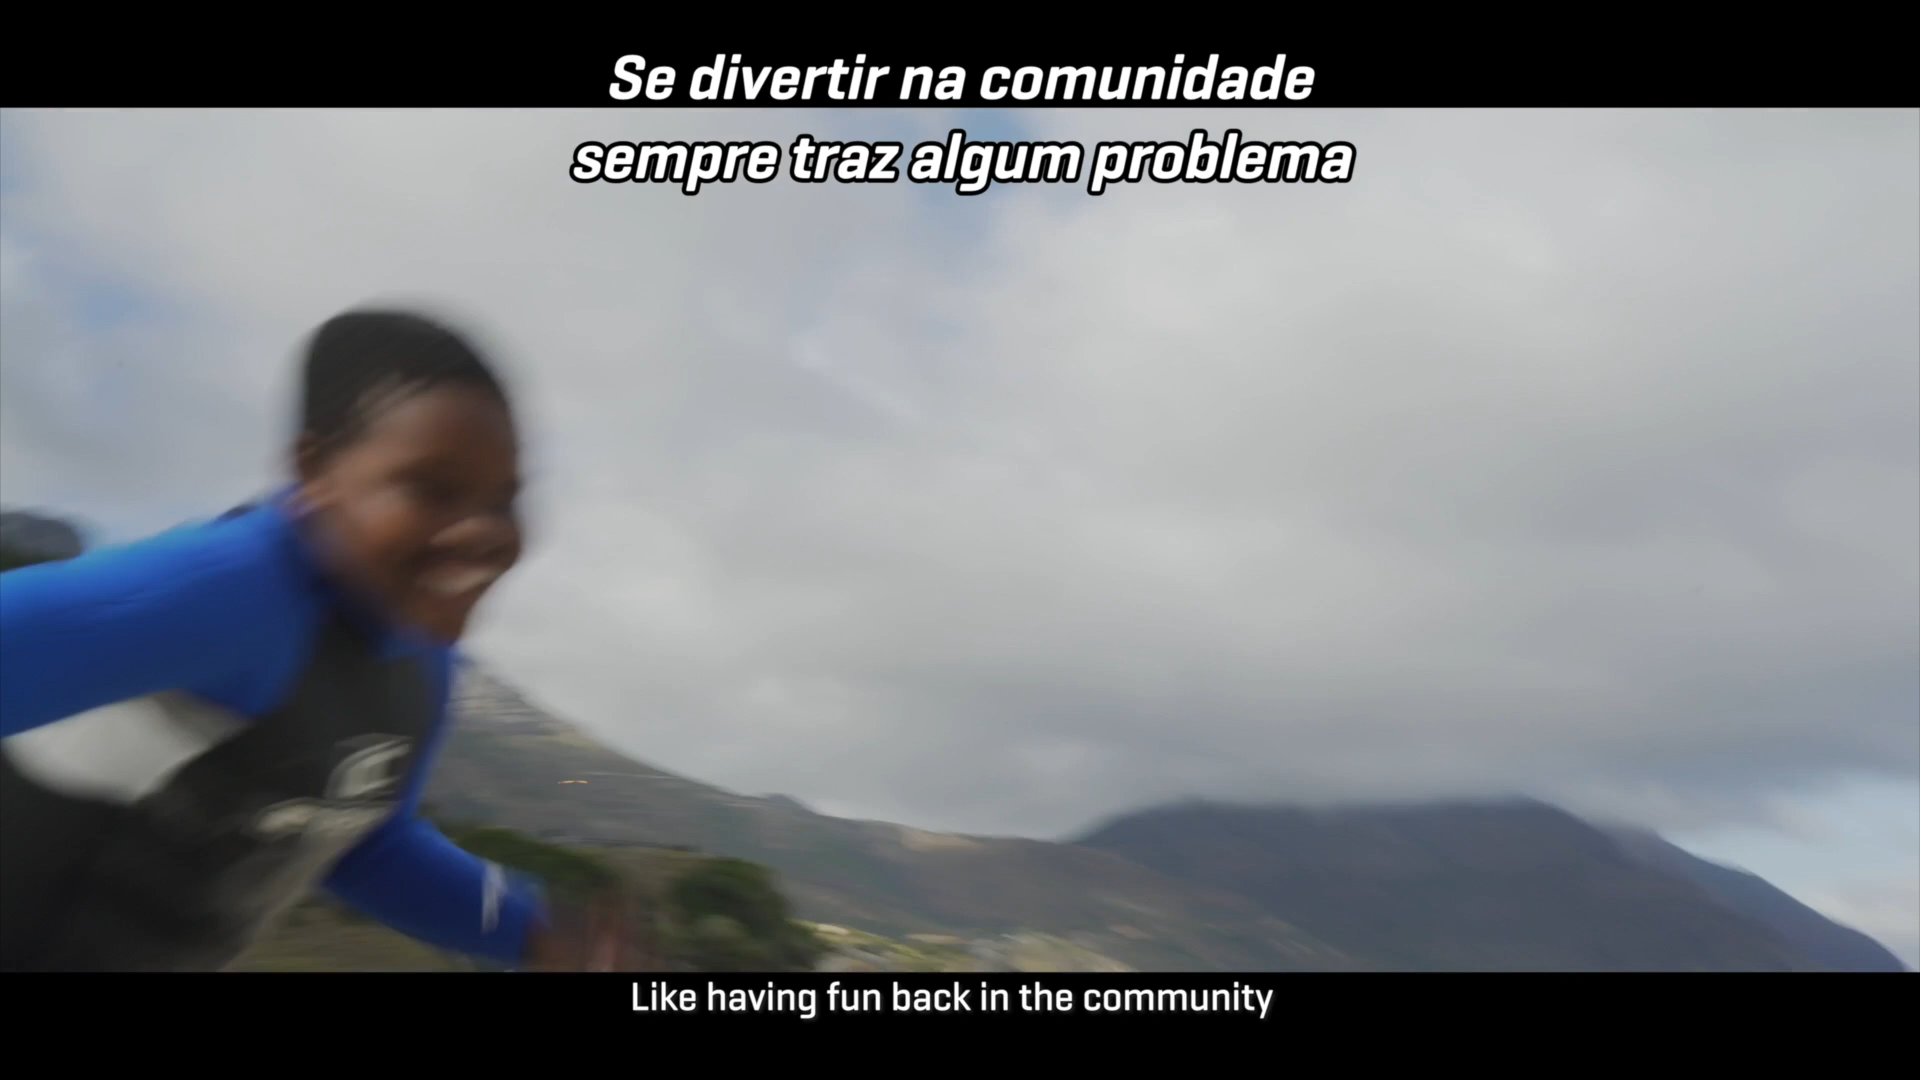 Se divertir na comunidade
sempre traz algum problema
Like having fun back in the community